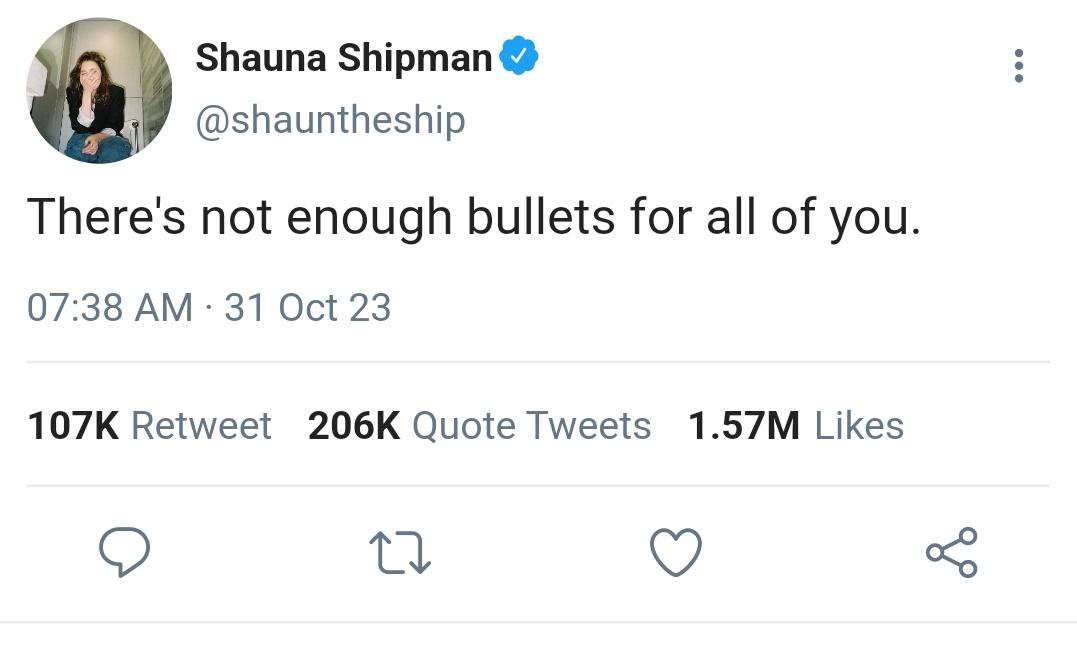 Shauna Shipman
@shauntheship
There's not enough bullets for all of you.
07:38 AM · 31 Oct 23
107K Retweet 206K Quote Tweets 1.57M Likes